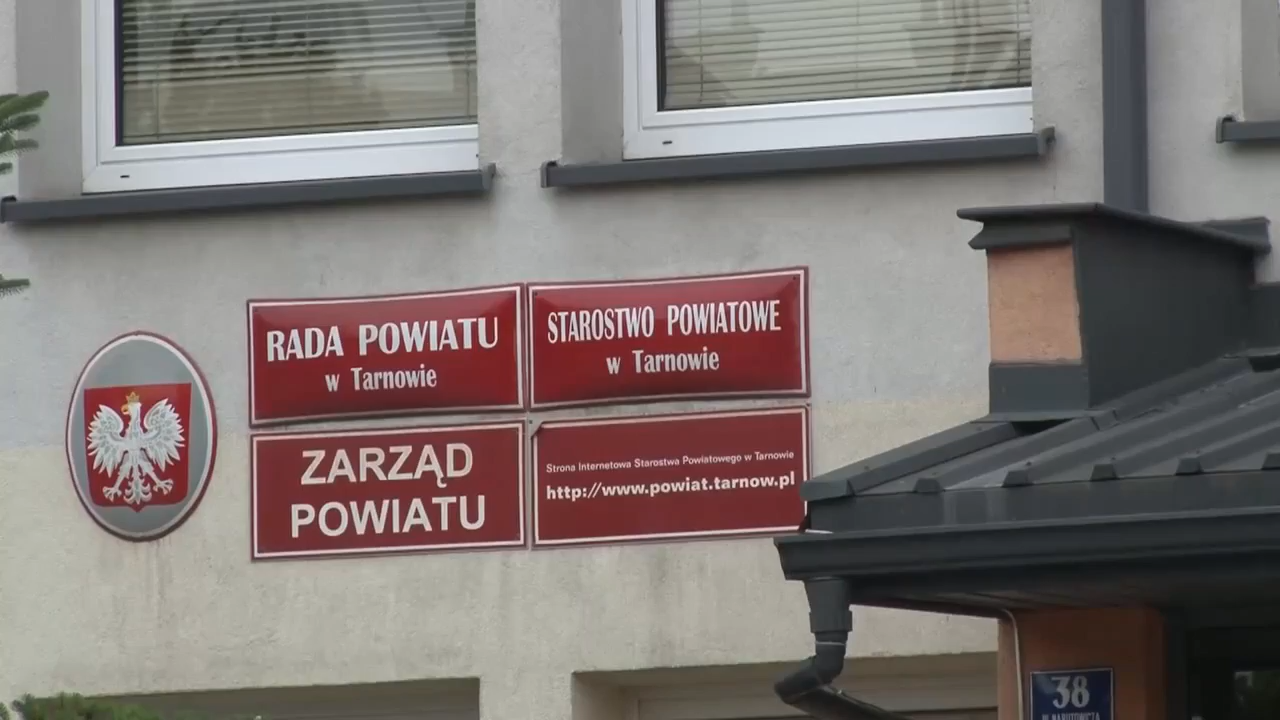 RADA POWIATU
w Tarnowie
STAROSTWO POWIATOWE
w Tarnowie
ZARZĄD
POWIATU
Strona Internetowa Starostwa Powiatowego w Tarnowie
http://www.powiat.tarnow.pl
38